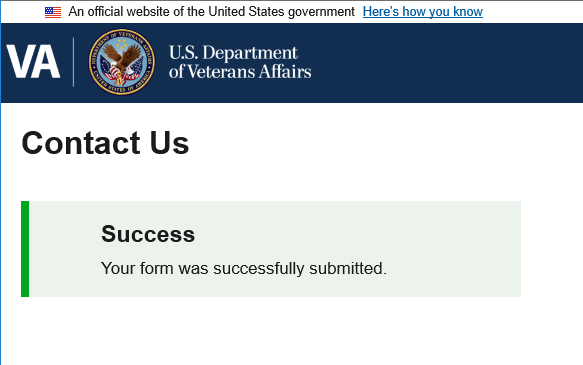 An official website of the United States government Here's how you know
VA
U.S. Department
of Veterans Affairs
Contact Us
Success
Your form was successfully submitted.